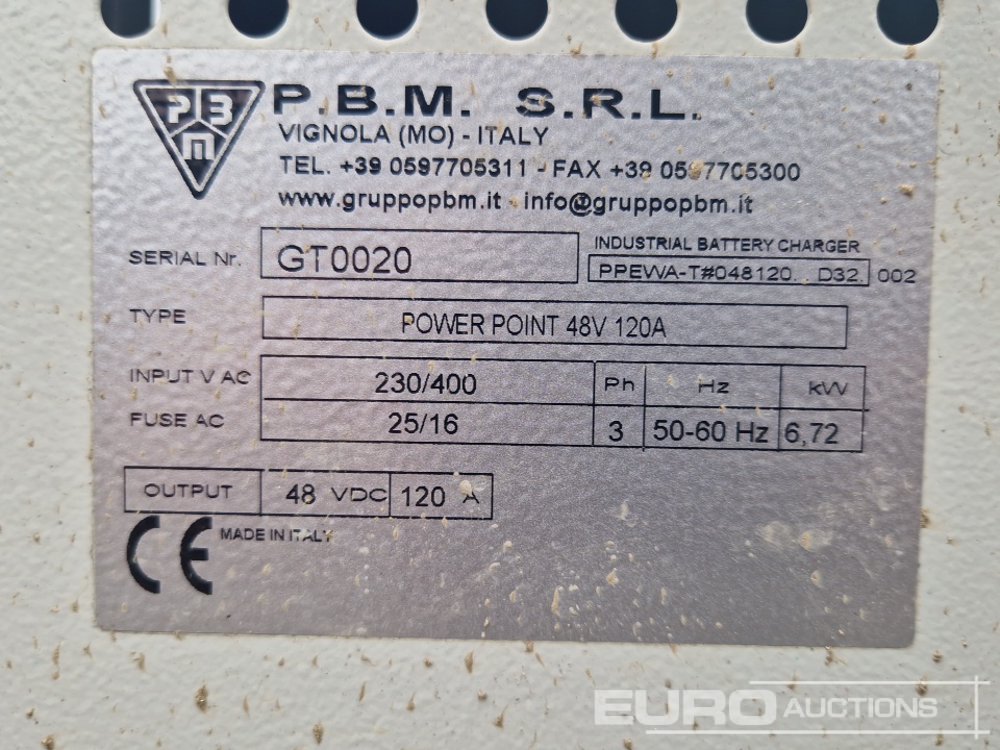 P B П
P.B.M. S.R.L.
VIGNOLA (MO) - ITALY
TEL. +39 0597705311 - FAX +39 0597705300
www.gruppopbm.it - info@gruppopbm.it
SERIAL Nr. GT0020
INDUSTRIAL BATTERY CHARGER
PPEWA-T#048120. . D32. 002
TYPE POWER POINT 48V 120A
INPUT V AC 230/400 Ph Hz kW
FUSE AC 25/16 3 50-60 Hz 6,72
OUTPUT 48 VDC 120 A
CE MADE IN ITALY
EURO AUCTIONS